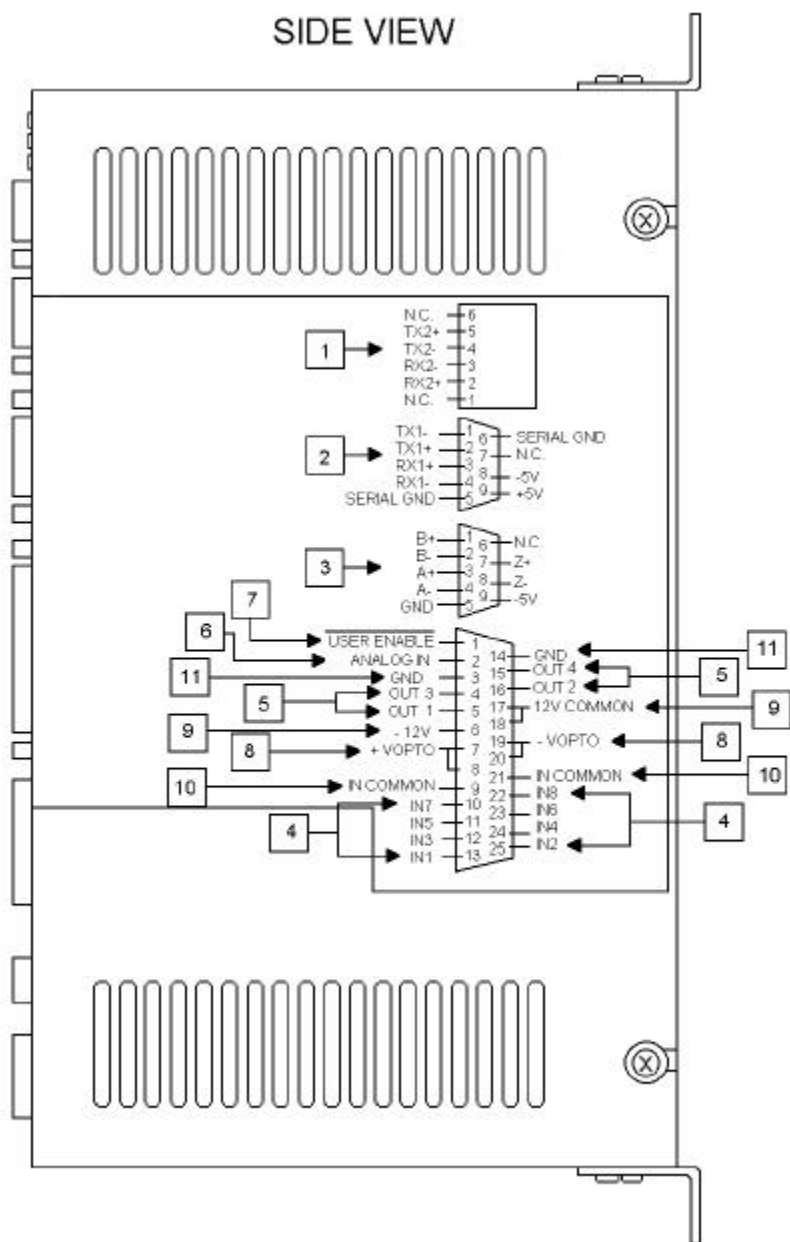 SIDE VIEW
1
N.C. 6
TX2+ 5
TX2- 4
RX2- 3
RX2+ 2
N.C. 1
2
TX1- 1
TX1+ 2
RX1+ 3
RX1- 4
SERIAL GND 5
6 SERIAL GND
7 N.C.
8 -5V
9 +5V
3
B+ 1
B- 2
A+ 3
A- 4
GND 5
6 N.C
7 Z+
8 Z-
9 -5V
7 USER ENABLE 1
6 ANALOG IN 2
11 GND 3
5 OUT 3 4
OUT 1 5
9 - 12V 6
8 + VOPTO 7
8
10 IN COMMON 9
4 IN7 10
IN5 11
IN3 12
IN1 13
14 GND 11
15 OUT 4 5
16 OUT 2
17 12V COMMON 9
18
19 - VOPTO 8
20
21 IN COMMON 10
22 IN8 4
23 IN6
24 IN4
25 IN2